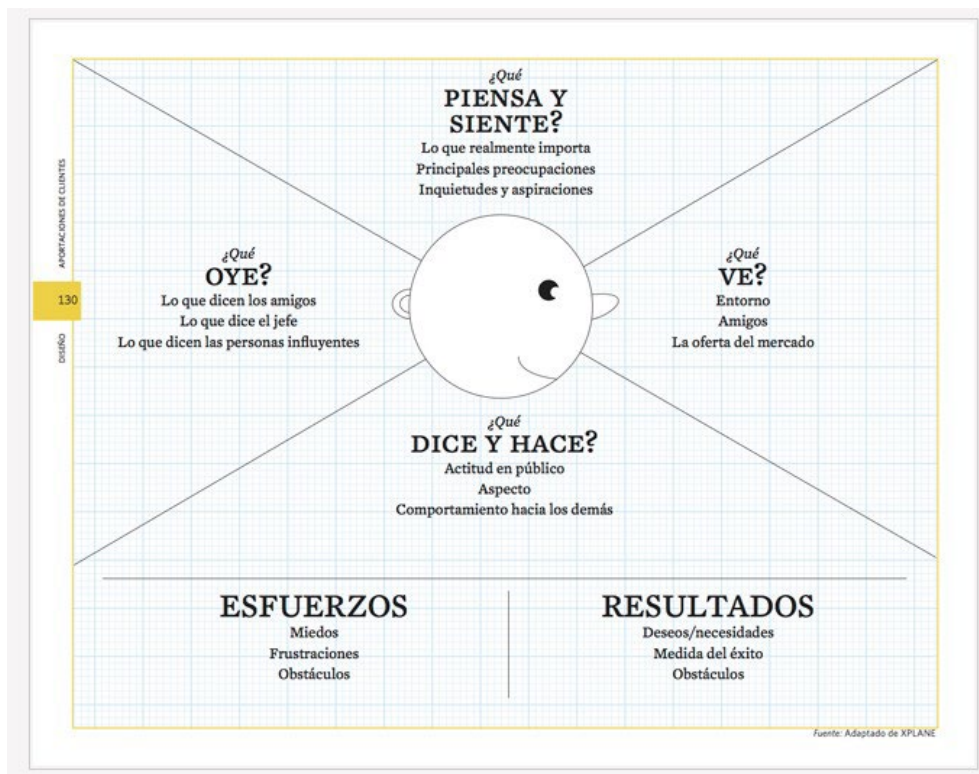 ¿Qué
PIENSA Y
SIENTE?
Lo que realmente importa
Principales preocupaciones
Inquietudes y aspiraciones
APORTACIONES DE CLIENTES
130
DISEÑO
¿Qué
OYE?
Lo que dicen los amigos
Lo que dice el jefe
Lo que dicen las personas influyentes
¿Qué
VE?
Entorno
Amigos
La oferta del mercado
¿Qué
DICE Y HACE?
Actitud en público
Aspecto
Comportamiento hacia los demás
ESFUERZOS
Miedos
Frustraciones
Obstáculos
RESULTADOS
Deseos/necesidades
Medida del éxito
Obstáculos
Fuente: Adaptado de XPLANE